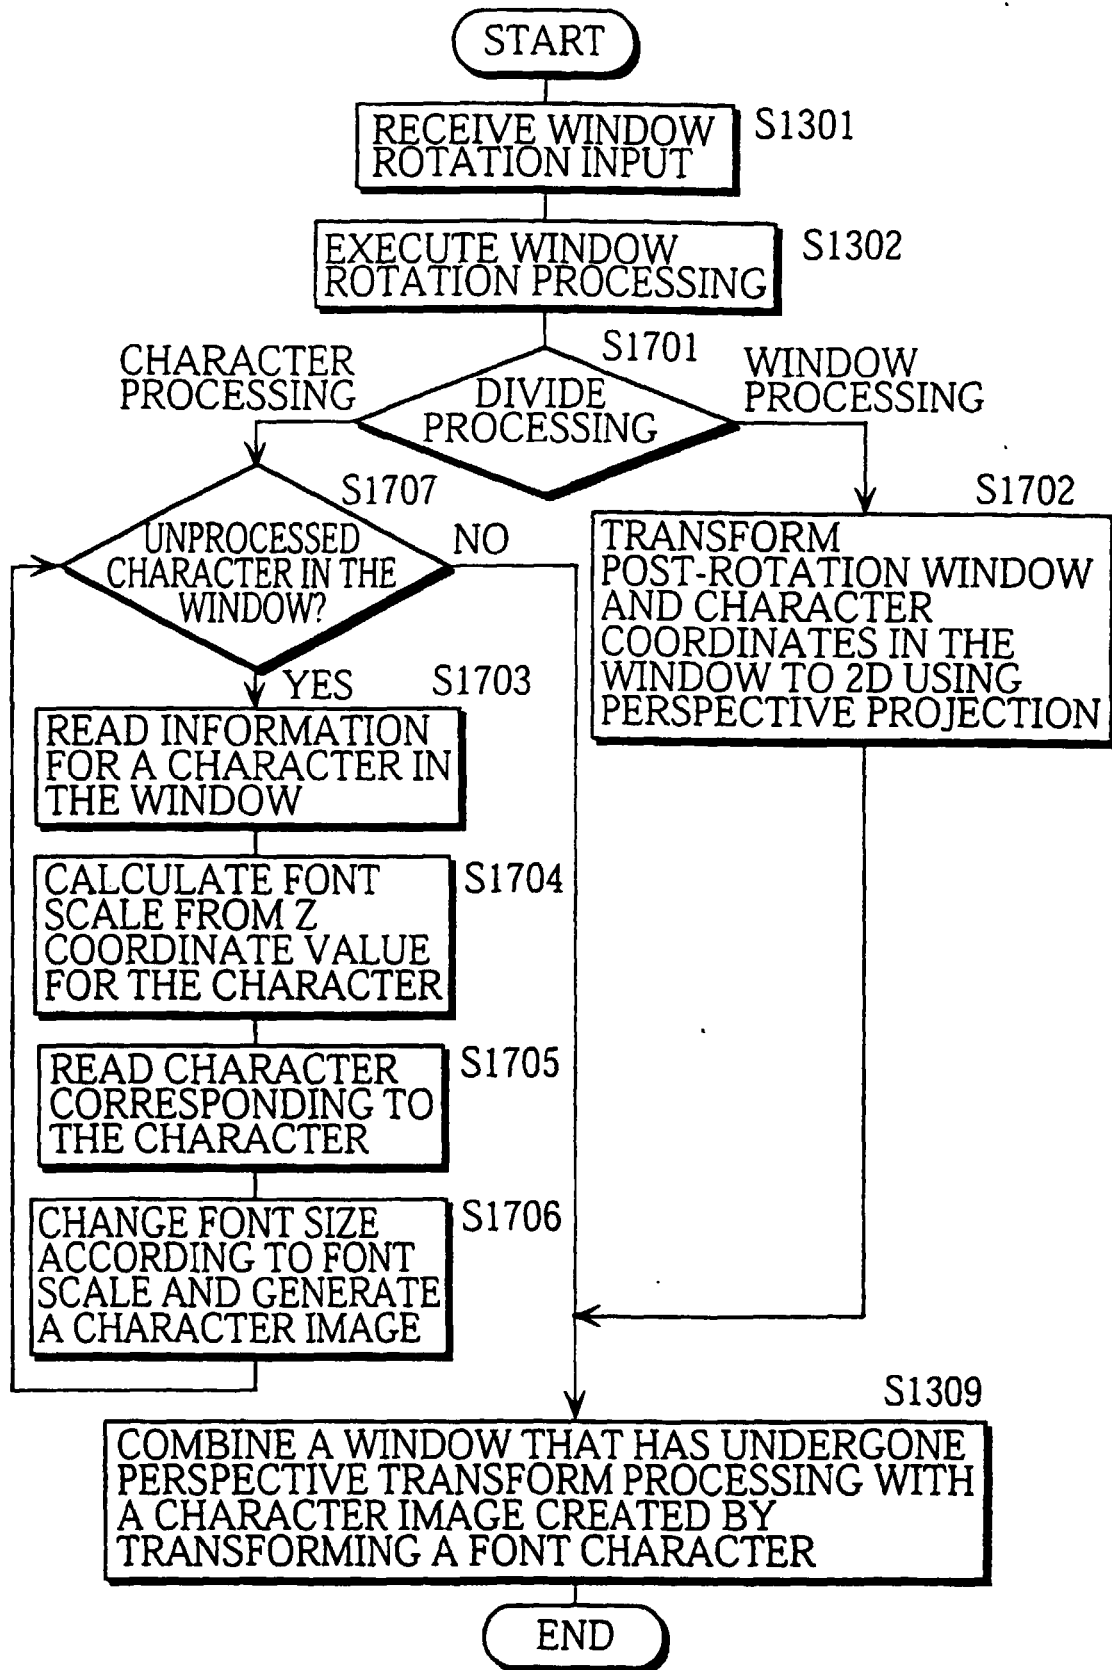 START
RECEIVE WINDOW
ROTATION INPUT
S1301
EXECUTE WINDOW
ROTATION PROCESSING
S1302
S1701
DIVIDE
PROCESSING
CHARACTER
PROCESSING
WINDOW
PROCESSING
S1707
UNPROCESSED
CHARACTER IN THE
WINDOW?
NO
YES
S1702
TRANSFORM
POST-ROTATION WINDOW
AND CHARACTER
COORDINATES IN THE
WINDOW TO 2D USING
PERSPECTIVE PROJECTION
S1703
READ INFORMATION
FOR A CHARACTER IN
THE WINDOW
S1704
CALCULATE FONT
SCALE FROM Z
COORDINATE VALUE
FOR THE CHARACTER
S1705
READ CHARACTER
CORRESPONDING TO
THE CHARACTER
S1706
CHANGE FONT SIZE
ACCORDING TO FONT
SCALE AND GENERATE
A CHARACTER IMAGE
S1309
COMBINE A WINDOW THAT HAS UNDERGONE
PERSPECTIVE TRANSFORM PROCESSING WITH
A CHARACTER IMAGE CREATED BY
TRANSFORMING A FONT CHARACTER
END